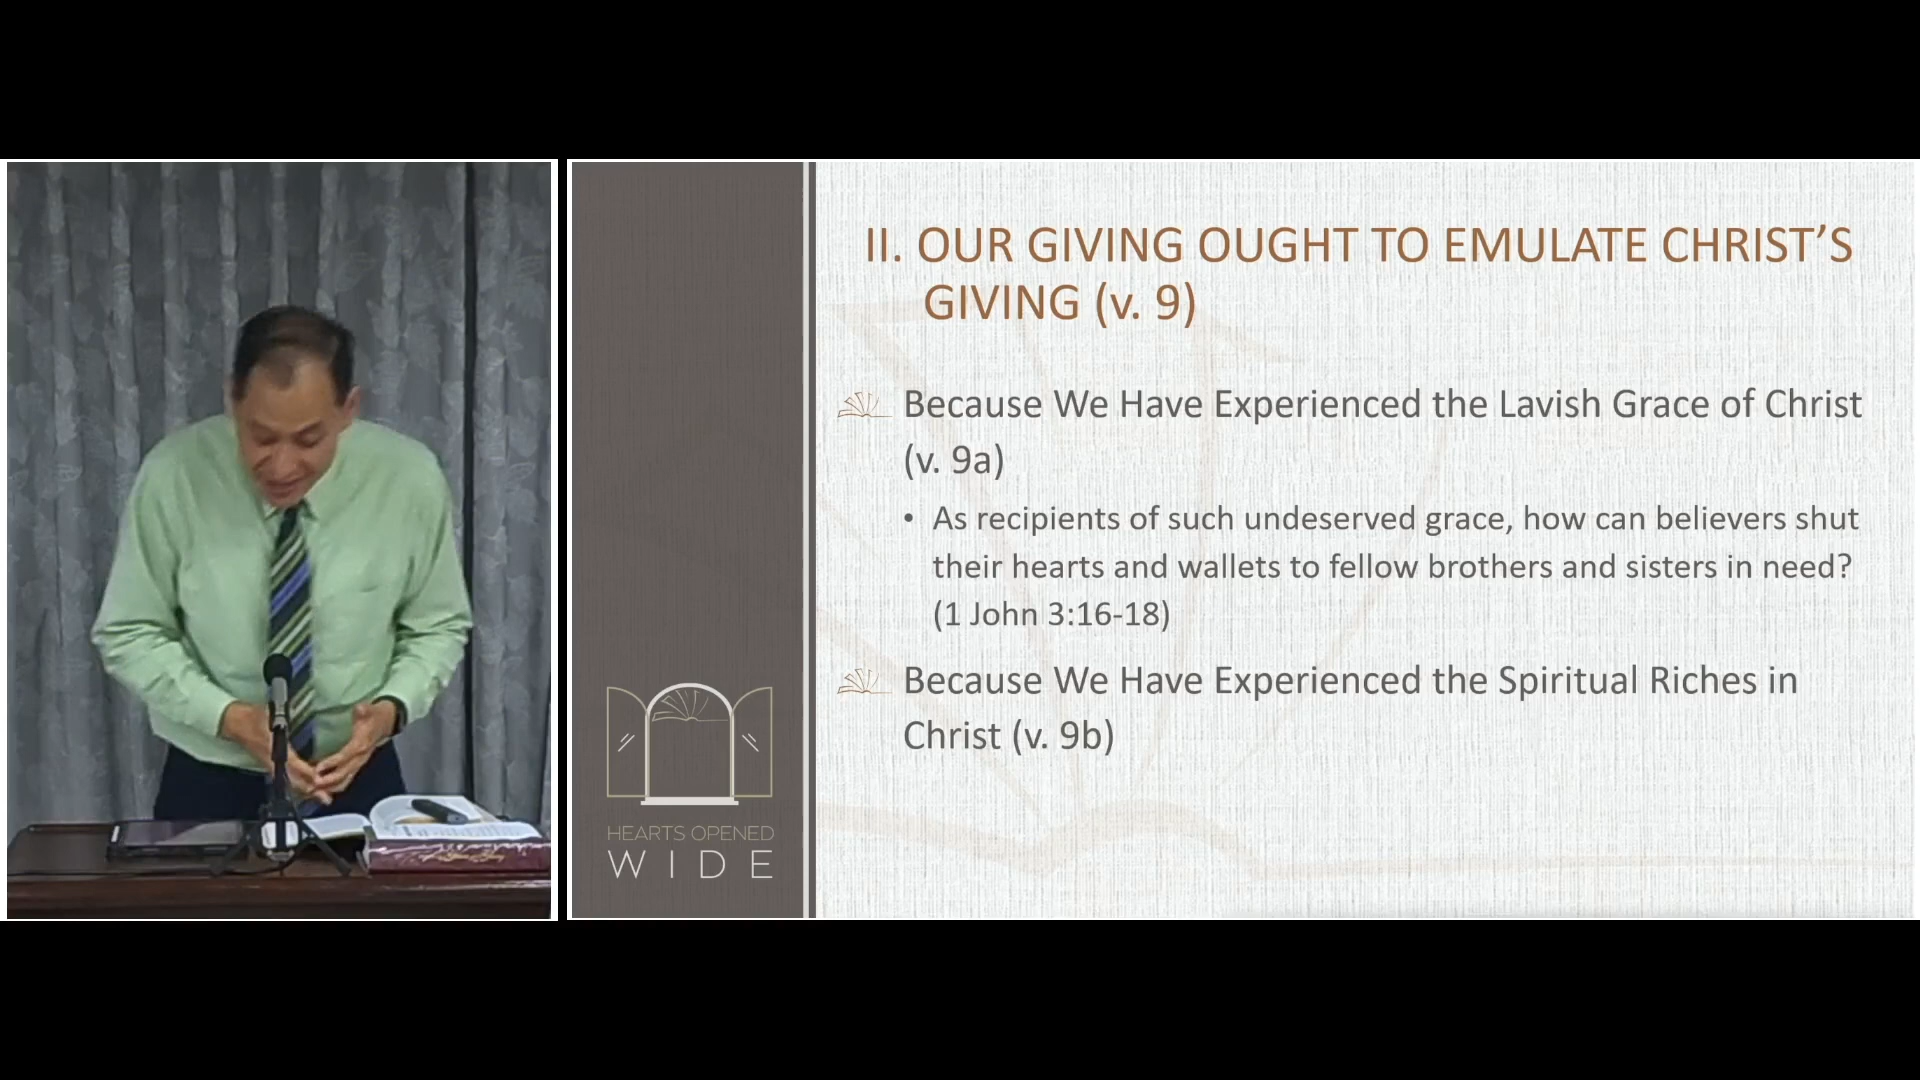 II. OUR GIVING OUGHT TO EMULATE CHRIST’S
GIVING (v. 9)
Because We Have Experienced the Lavish Grace of Christ
(v. 9a)
• As recipients of such undeserved grace, how can believers shut
their hearts and wallets to fellow brothers and sisters in need?
(1 John 3:16-18)
Because We Have Experienced the Spiritual Riches in
Christ (v. 9b)
HEARTS OPENED
WIDE